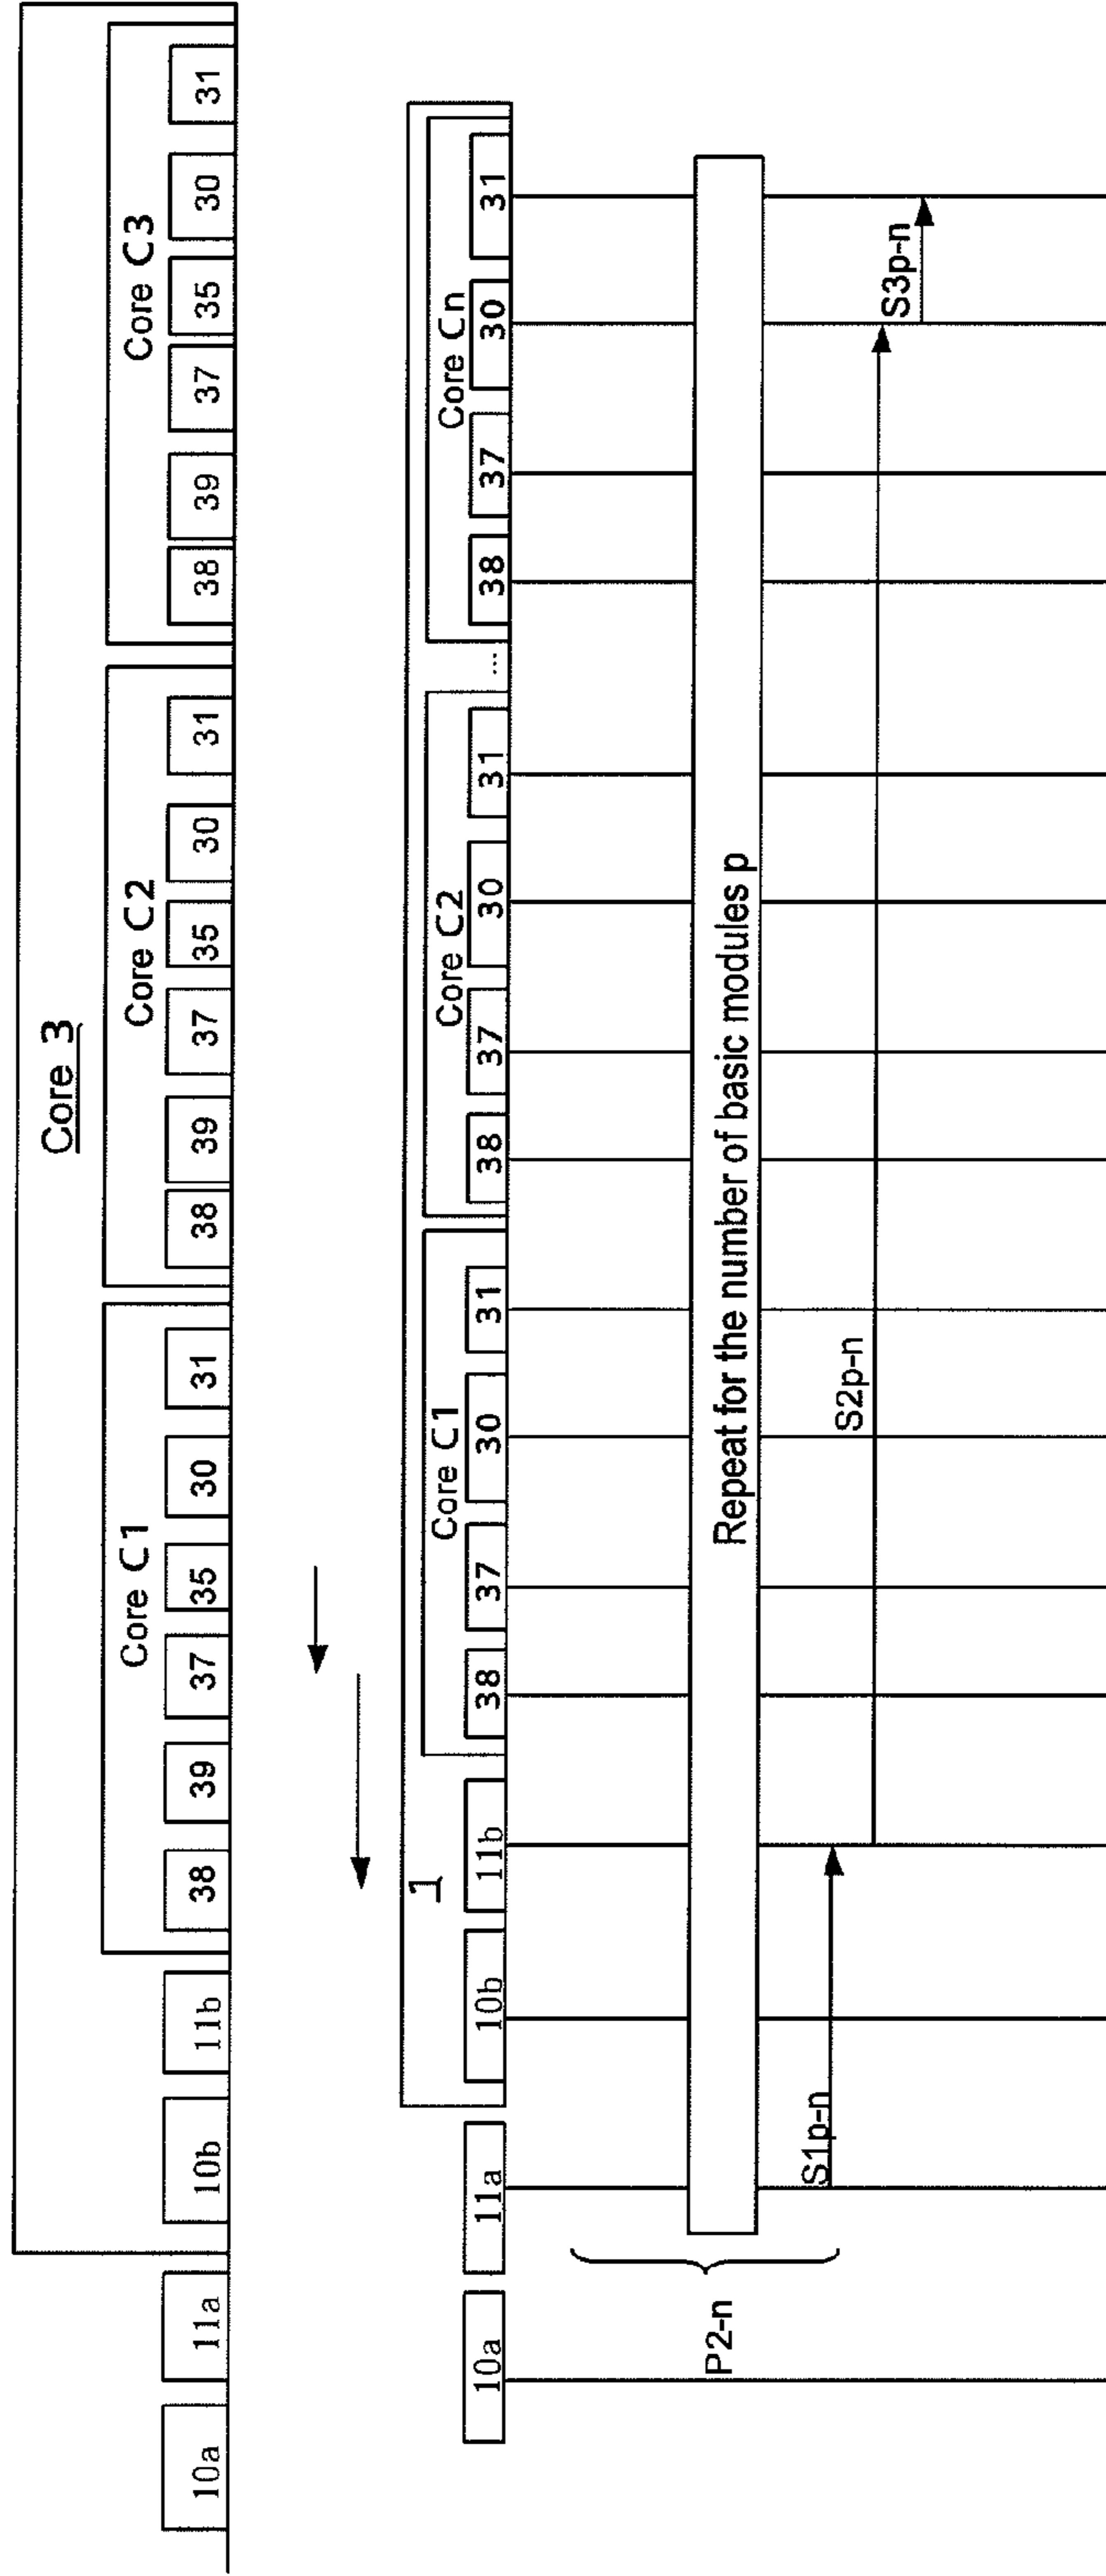 Core 3
Core C1
Core C2
Core C3
10a
11a
10b
11b
38
39
37
35
30
31
38
39
37
35
30
31
38
39
37
35
30
31
1
Core C1
Core C2
Core Cn
10a
11a
10b
11b
38
37
30
31
38
37
30
31
...
38
37
30
31
P2-n
Repeat for the number of basic modules p
S1p-n
S2p-n
S3p-n